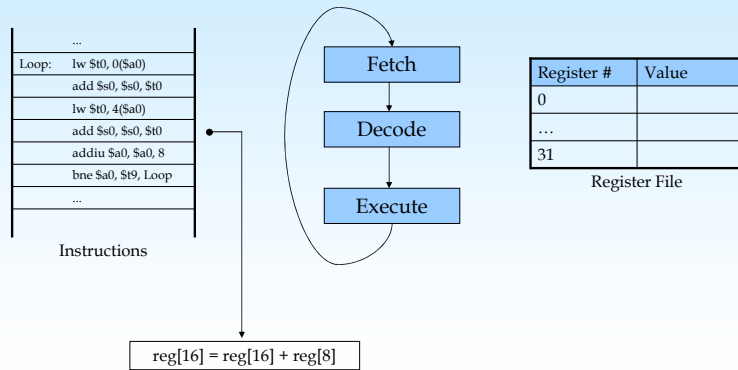 ...
Loop: lw $t0, 0($a0)
add $s0, $s0, $t0
lw $t0, 4($a0)
add $s0, $s0, $t0
addiu $a0, $a0, 8
bne $a0, $t9, Loop
...
Instructions
Fetch
Decode
Execute
Register # Value
0
...
31
Register File
reg[16] = reg[16] + reg[8]